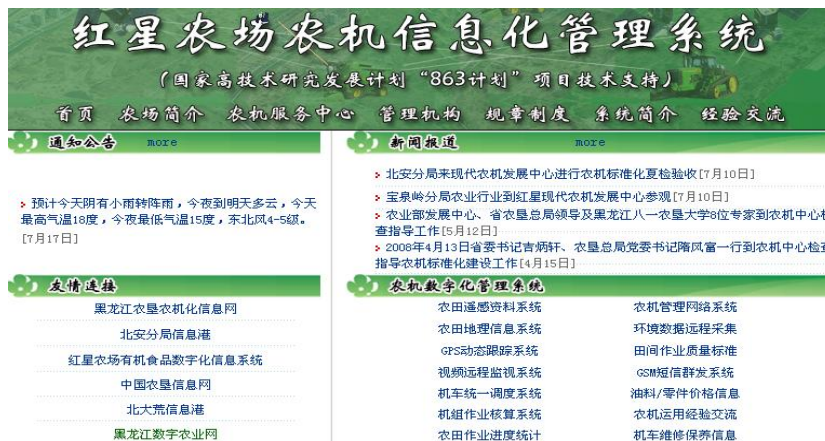 红星农场农机信息化管理系统
(国家高技术研究发展计划“863计划”项目技术支持)
首页 农场简介 农机服务中心 管理机构 规章制度 系统简介 经验交流
通知公告 more
预计今天阴有小雨转阵雨，今夜到明天多云，今天
最高气温18度，今夜最低气温15度，东北风4-5级。
[7月17日]
新闻报道 more
北安分局来现代农机发展中心进行农机标准化夏检验收[7月10日]
宝泉岭分局农业行业到红星现代农机发展中心参观[7月10日]
农业部发展中心、省农垦总局领导及黑龙江八一农垦大学8位专家到农机中心检
查指导工作[5月12日]
2008年4月13日省委书记吉炳轩、农垦总局党委书记隋凤富一行到农机中心检查
指导农机标准化建设工作[4月15日]
友情连接
黑龙江农垦农机化信息网
北安分局信息港
红星农场有机食品数字化信息系统
中国农垦信息网
北大荒信息港
黑龙江数字农业网
农机数字化管理系统
农田遥感资料系统 农机管理网络系统
农田地理信息系统 环境数据远程采集
GPS动态跟踪系统 田间作业质量标准
视频远程监视系统 GSM短信群发系统
机车统一调度系统 油料/零件价格信息
机组作业核算系统 农机运用经验交流
农田作业进度统计 机车维修保养信息